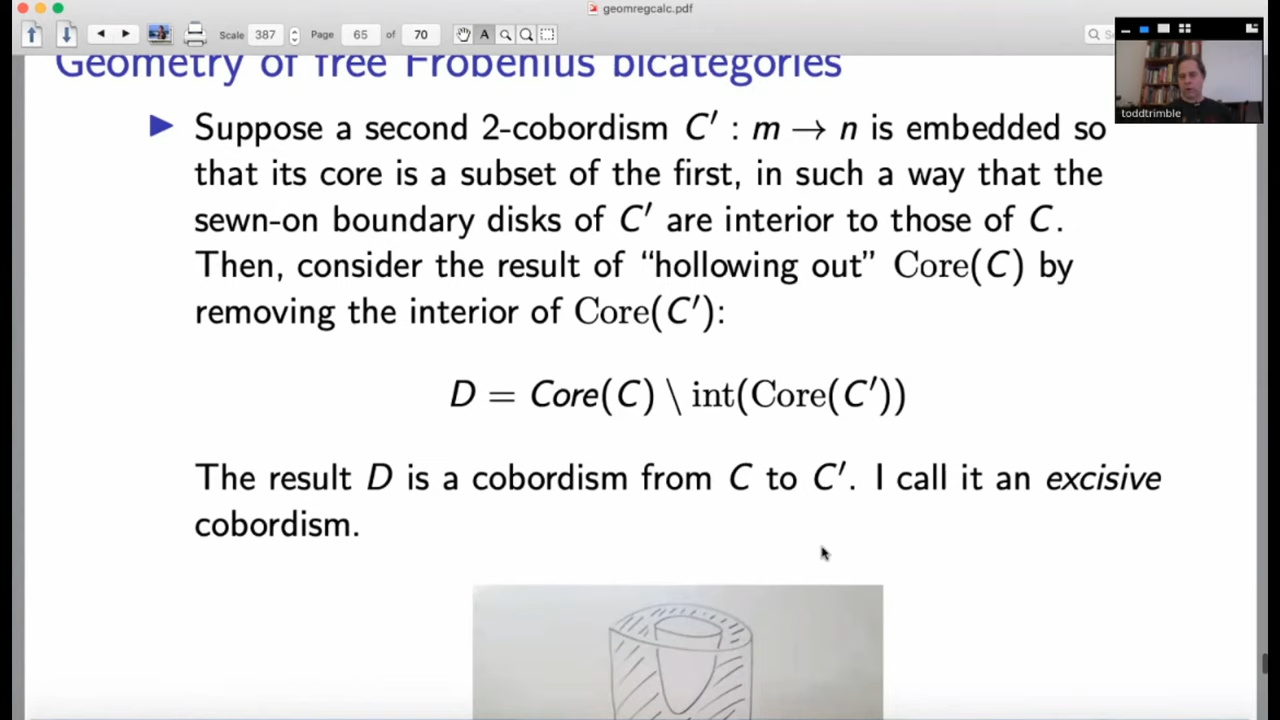 geomregcalc.pdf
Scale 387 Page 65 of 70
toddtrimble
Geometry of free Frobenius bicategories
Suppose a second 2-cobordism C′ : m → n is embedded so
that its core is a subset of the first, in such a way that the
sewn-on boundary disks of C′ are interior to those of C.
Then, consider the result of “hollowing out” Core(C) by
removing the interior of Core(C′):
D = Core(C) \ int(Core(C′))
The result D is a cobordism from C to C′. I call it an excisive
cobordism.